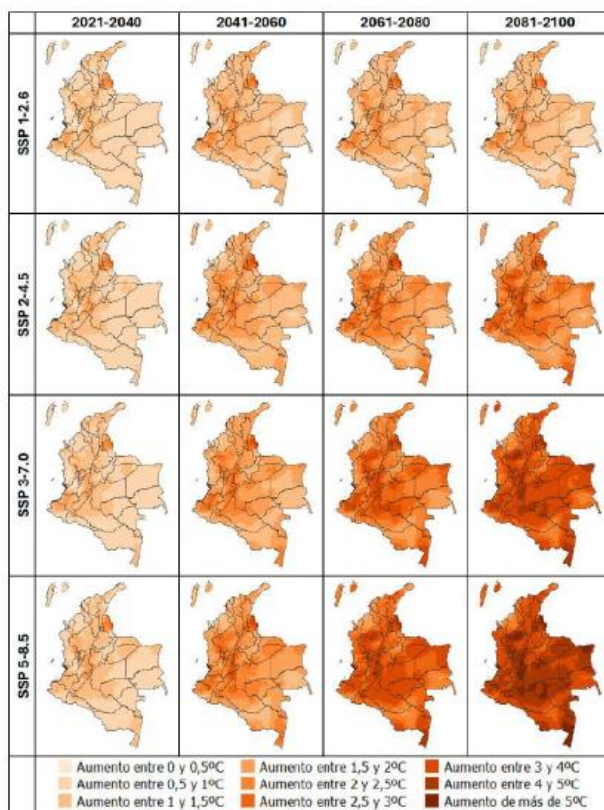 2021-2040 2041-2060 2061-2080 2081-2100
SSP 1-2.6
SSP 2-4.5
SSP 3-7.0
SSP 5-8.5
Aumento entre 0 y 0,5ºC Aumento entre 1,5 y 2ºC Aumento entre 3 y 4ºC
Aumento entre 0,5 y 1ºC Aumento entre 2 y 2,5ºC Aumento entre 4 y 5ºC
Aumento entre 1 y 1,5ºC Aumento entre 2,5 y 3ºC Aumento de más de 5ºC